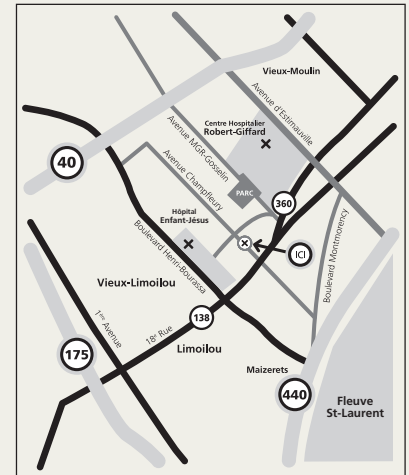 Vieux-Moulin
Avenue d'Estimauville
Centre Hospitalier
Robert-Giffard
Avenue MGR-Gosselin
40
Avenue Champfleury
PARC
360
Hôpital
Enfant-Jésus
ICI
Boulevard Montmorency
Boulevard Henri-Bourassa
Vieux-Limoilou
1ère Avenue
138
18e Rue
175
Limoilou
Maizerets
440
Fleuve
St-Laurent